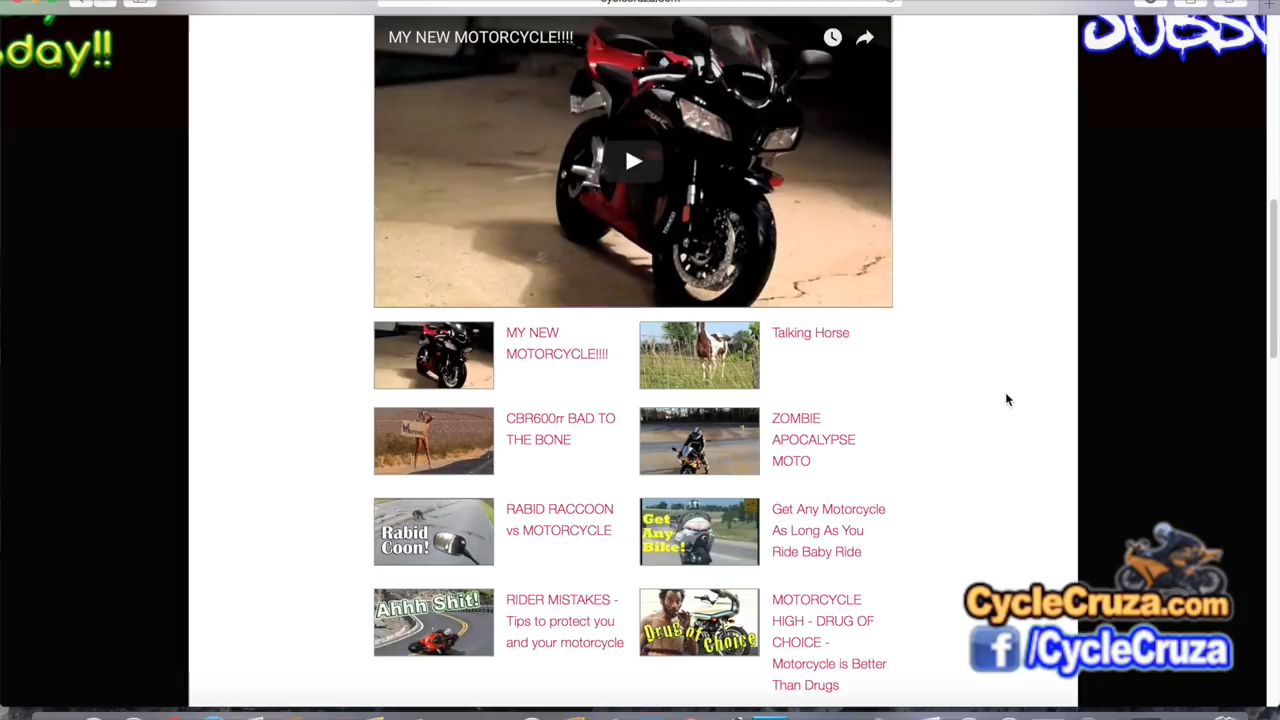 day!!
MY NEW MOTORCYCLE!!!!
HONDA
MY NEW
MOTORCYCLE!!!!
Talking Horse
CBR600rr BAD TO
THE BONE
ZOMBIE
APOCALYPSE
MOTO
Rabid
Coon!
RABID RACCOON
vs MOTORCYCLE
Get
Any
Bike!
Get Any Motorcycle
As Long As You
Ride Baby Ride
Ahhh Shit!
RIDER MISTAKES -
Tips to protect you
and your motorcycle
Drug of Choice
MOTORCYCLE
HIGH - DRUG OF
CHOICE -
Motorcycle is Better
Than Drugs
CycleCruza.com
f /CycleCruza